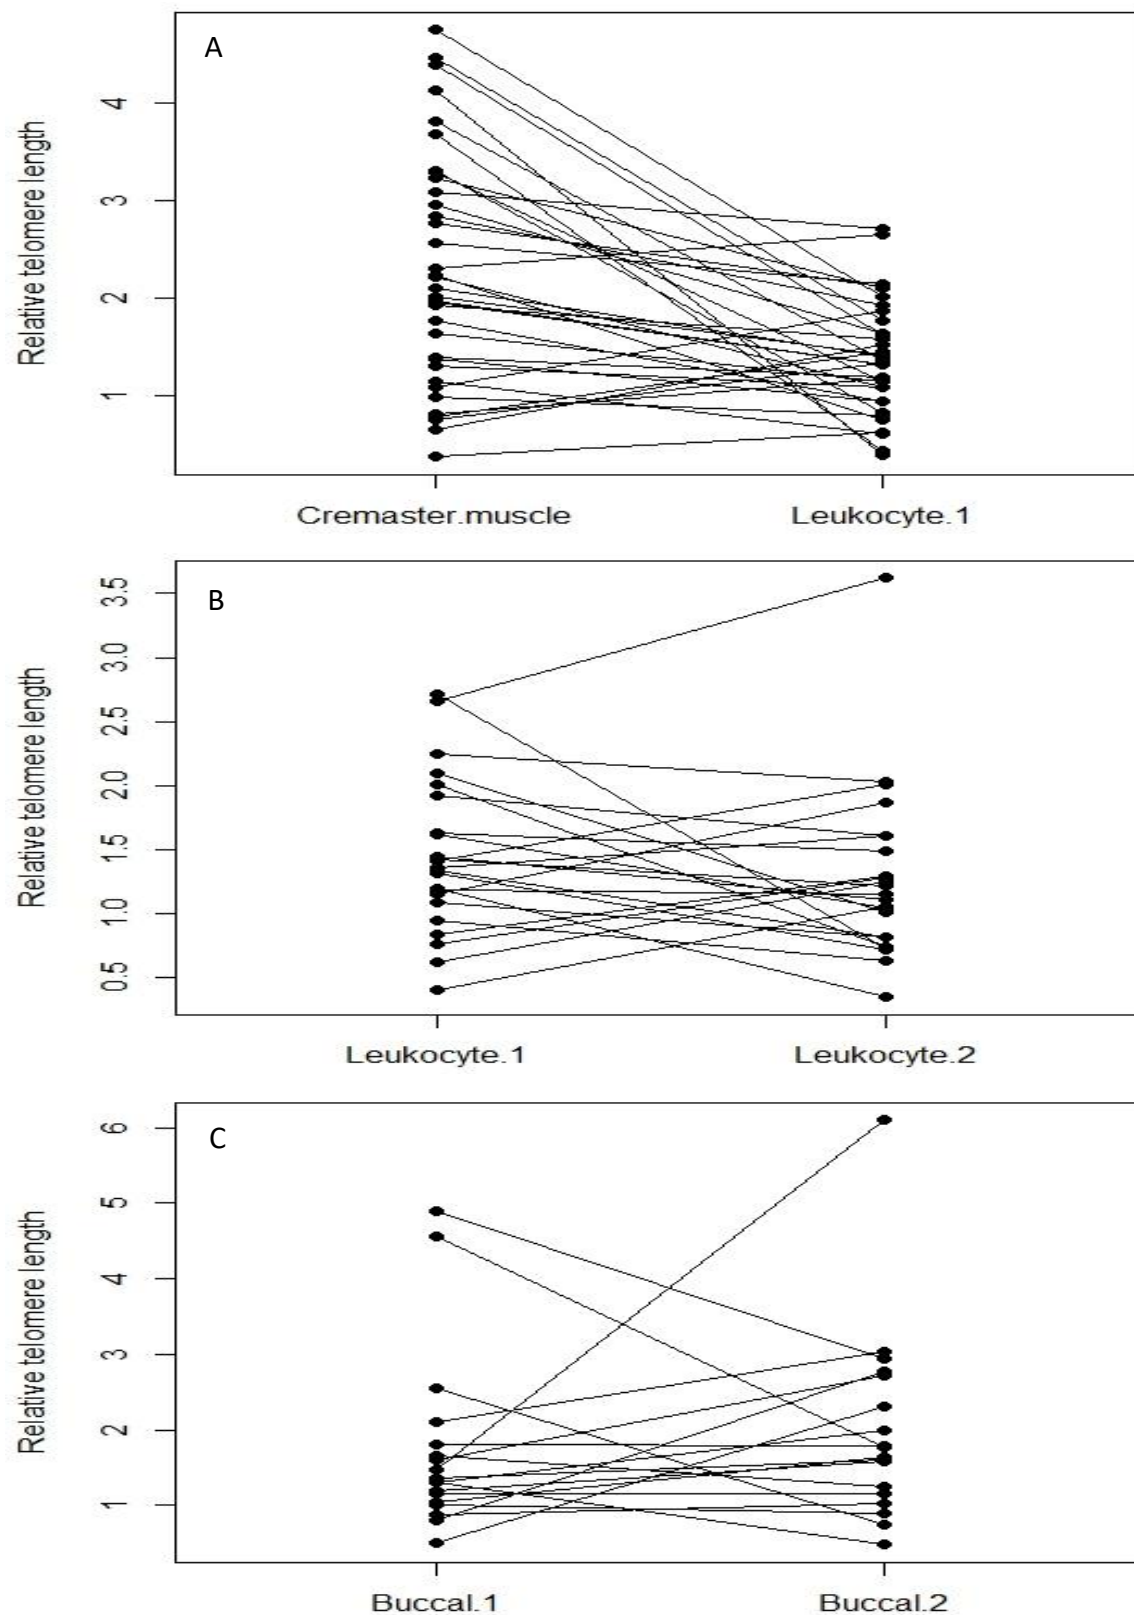 A
Relative telomere length
4
3
2
1
Cremaster.muscle Leukocyte.1
B
Relative telomere length
3.5
3.0
2.5
2.0
1.5
1.0
0.5
Leukocyte.1 Leukocyte.2
C
Relative telomere length
6
5
4
3
2
1
Buccal.1 Buccal.2